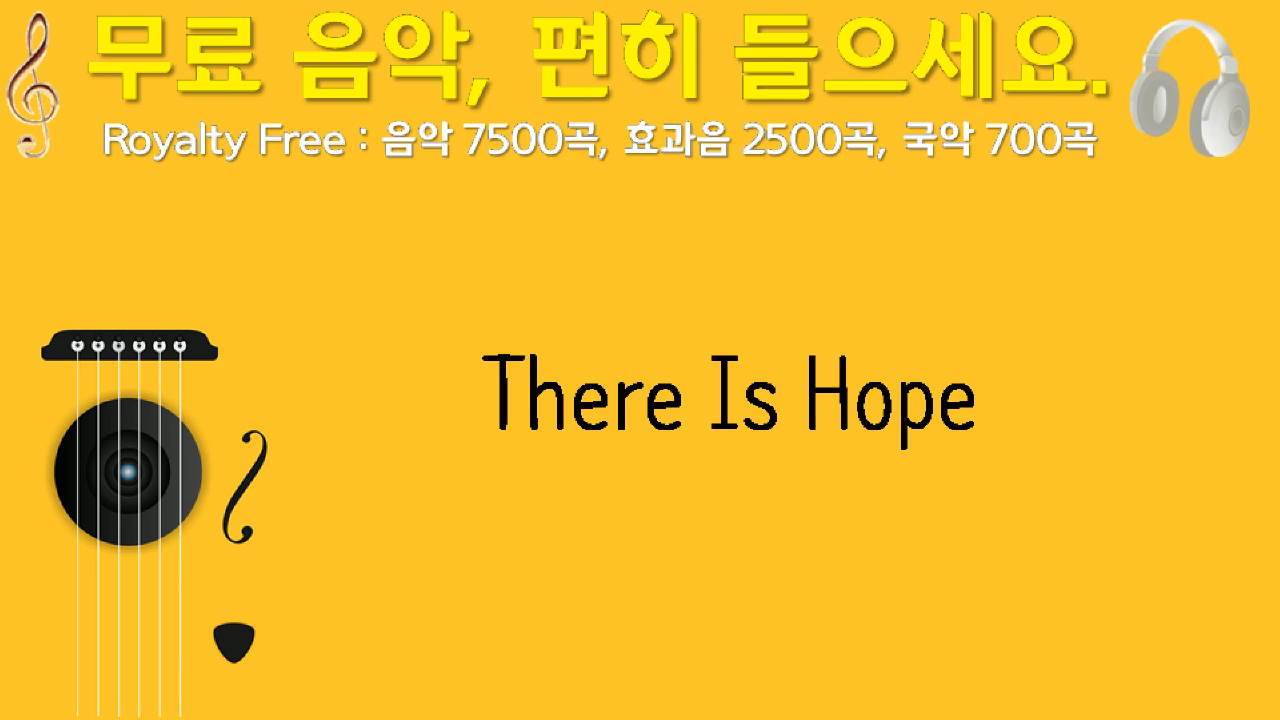 무료 음악, 편히 들으세요.
Royalty Free : 음악 7500곡, 효과음 2500곡, 국악 700곡
There Is Hope